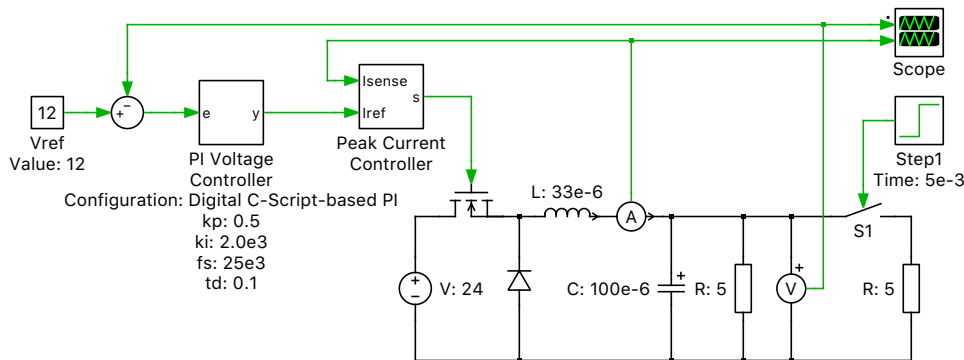 Isense
Iref
s
Peak Current
Controller
Scope
12
Vref
Value: 12
+
−
e
y
PI Voltage
Controller
Configuration: Digital C-Script-based PI
kp: 0.5
ki: 2.0e3
fs: 25e3
td: 0.1
Step1
Time: 5e-3
L: 33e-6
A
S1
+
−
V: 24
C: 100e-6
+
R: 5
V
+
R: 5